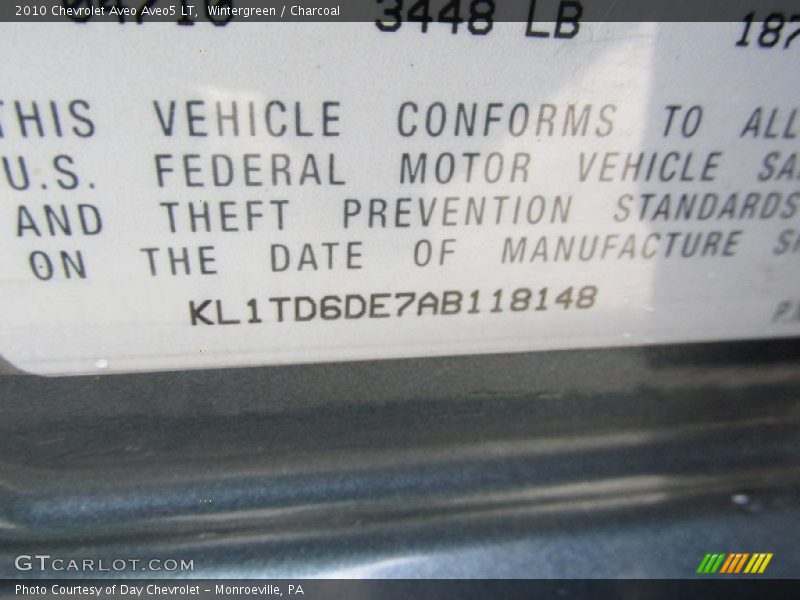 2010 Chevrolet Aveo Aveo5 LT, Wintergreen / Charcoal
3448 LB
THIS VEHICLE CONFORMS TO ALL
U.S. FEDERAL MOTOR VEHICLE SA
AND THEFT PREVENTION STANDARDS
ON THE DATE OF MANUFACTURE
KL1TD6DE7AB118148
GTCARLOT.COM
Photo Courtesy of Day Chevrolet – Monroeville, PA